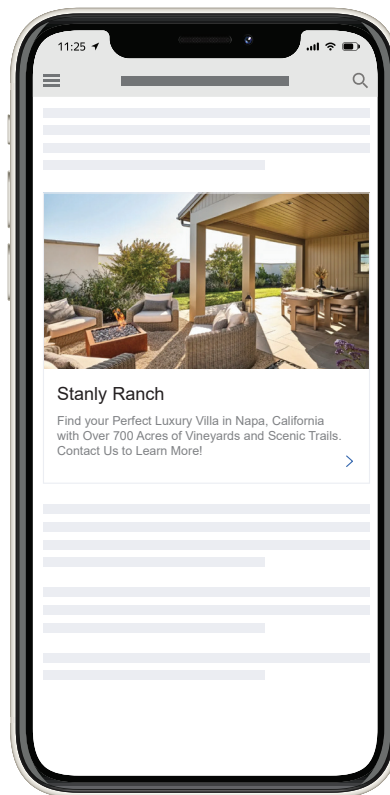 11:25
Stanly Ranch
Find your Perfect Luxury Villa in Napa, California
with Over 700 Acres of Vineyards and Scenic Trails.
Contact Us to Learn More!